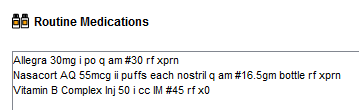 Routine Medications
Allegra 30mg i po q am #30 rf xprn
Nasacort AQ 55mcg ii puffs each nostril q am #16.5gm bottle rf xprn
Vitamin B Complex Inj 50 i cc IM #45 rf x0